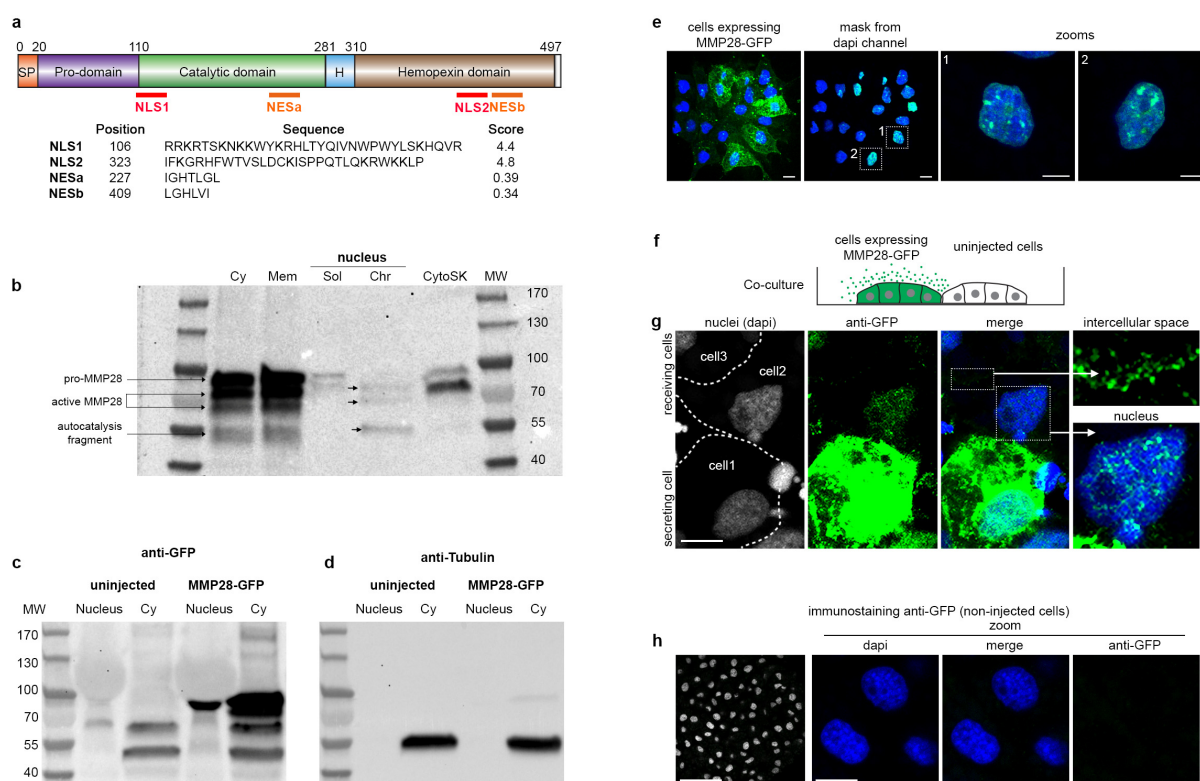 a
0 20 110 281 310 497
SP Pro-domain Catalytic domain H Hemopexin domain
NLS1 NESa NLS2 NESb
Position Sequence Score
NLS1 106 RRKRTSKNKKWYKRHLTYQIVNWPWYLSKHQVR 4.4
NLS2 323 IFKGRHFWTVSLDCKISPPQTLQKRWKKLP 4.8
NESa 227 IGHTLGL 0.39
NESb 409 LGHLVI 0.34
b
nucleus
Cy Mem Sol Chr CytoSK MW
170
130
100
70
55
40
pro-MMP28
active MMP28
autocatalysis
fragment
c
anti-GFP
uninjected MMP28-GFP
MW Nucleus Cy Nucleus Cy
170
130
100
70
55
40
d
anti-Tubulin
uninjected MMP28-GFP
Nucleus Cy Nucleus Cy
170
130
100
70
55
40
e
cells expressing
MMP28-GFP
mask from
dapi channel
zooms
1
2
1
2
f
cells expressing
MMP28-GFP
uninjected cells
Co-culture
g
nuclei (dapi) anti-GFP merge intercellular space
receiving cells
secreting cell
cell3
cell2
cell1
nucleus
h
immunostaining anti-GFP (non-injected cells)
zoom
dapi merge anti-GFP